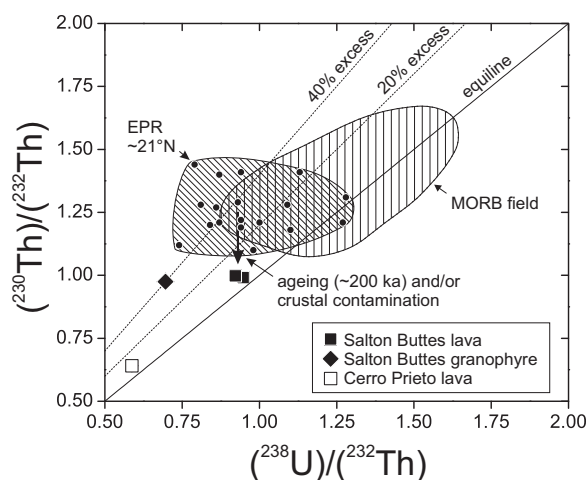 2.00
1.75
1.50
1.25
1.00
0.75
0.50
(²³⁰Th)/(²³²Th)
40% excess
20% excess
equiline
EPR
~21°N
MORB field
ageing (~200 ka) and/or
crustal contamination
Salton Buttes lava
Salton Buttes granophyre
Cerro Prieto lava
0.50 0.75 1.00 1.25 1.50 1.75 2.00
(²³⁸U)/(²³²Th)